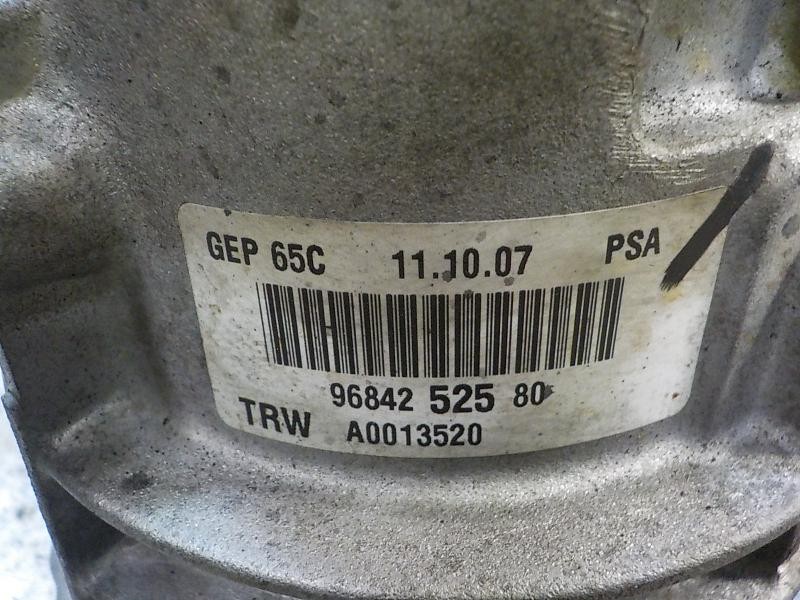 GEP 65C 11.10.07 PSA
96842 525 80
TRW A0013520